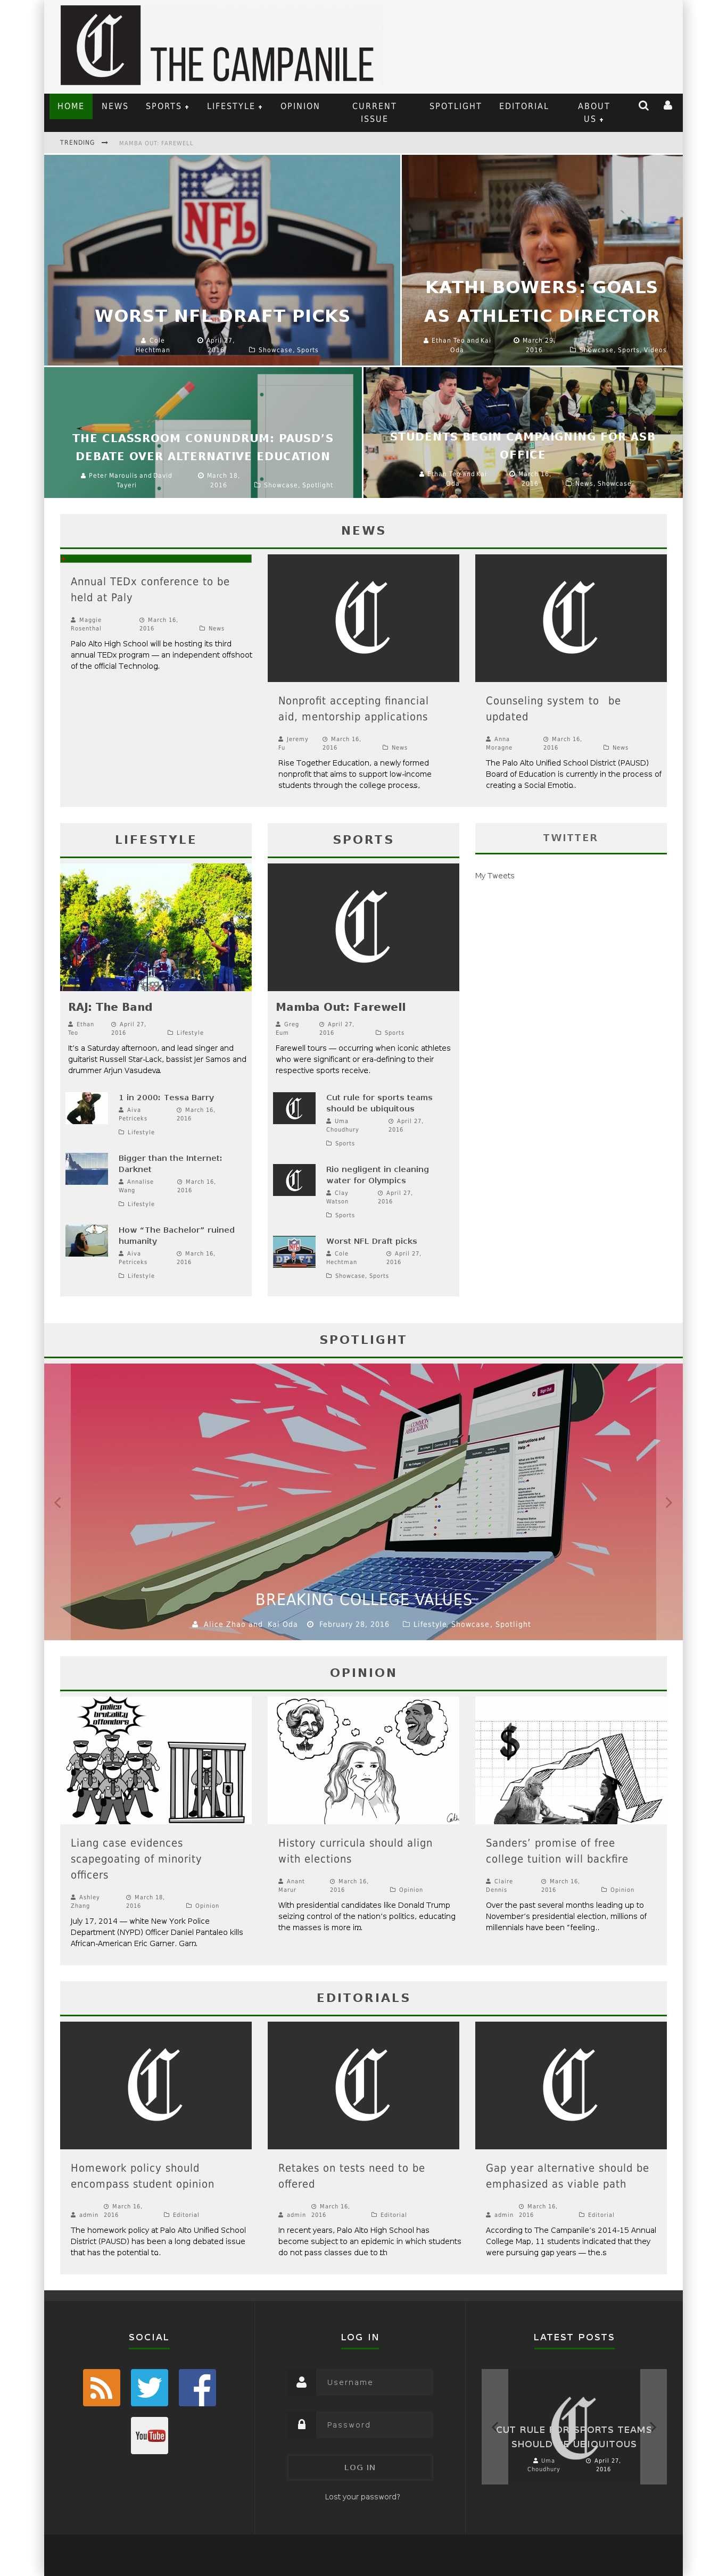 THE CAMPANILE
HOME NEWS SPORTS LIFESTYLE OPINION CURRENT ISSUE SPOTLIGHT EDITORIAL ABOUT US
TRENDING MAMBA OUT: FAREWELL
NFL
WORST NFL DRAFT PICKS
Cole Hechtman April 27, 2016 Showcase, Sports
KATHI BOWERS: GOALS
AS ATHLETIC DIRECTOR
Ethan Teo and Kai Oda March 29, 2016 Showcase, Sports, Videos
THE CLASSROOM CONUNDRUM: PAUSD'S
DEBATE OVER ALTERNATIVE EDUCATION
Peter Maroulis and David Tayeri March 18, 2016 Showcase, Spotlight
STUDENTS BEGIN CAMPAIGNING FOR ASB
OFFICE
Ethan Teo and Kai Oda March 16, 2016 News, Showcase
NEWS
Annual TEDx conference to be
held at Paly
Maggie Rosenthal March 16, 2016 News
Palo Alto High School will be hosting its third
annual TEDx program — an independent offshoot
of the official Technolog.
Nonprofit accepting financial
aid, mentorship applications
Jeremy Fu March 16, 2016 News
Rise Together Education, a newly formed
nonprofit that aims to support low-income
students through the college process.
Counseling system to be
updated
Anna Moragne March 16, 2016 News
The Palo Alto Unified School District (PAUSD)
Board of Education is currently in the process of
creating a Social Emotio..
LIFESTYLE
RAJ: The Band
Ethan Teo April 27, 2016 Lifestyle
It's a Saturday afternoon, and lead singer and
guitarist Russell Star-Lack, bassist Jer Samos and
drummer Arjun Vasudeva.
1 in 2000: Tessa Barry
Aiva Petriceks March 16, 2016
Lifestyle
Bigger than the Internet:
Darknet
Annalise Wang March 16, 2016
Lifestyle
How "The Bachelor" ruined
humanity
Aiva Petriceks March 16, 2016
Lifestyle
SPORTS
Mamba Out: Farewell
Greg Eum April 27, 2016 Sports
Farewell tours — occurring when iconic athletes
who were significant or era-defining to their
respective sports receive.
Cut rule for sports teams
should be ubiquitous
Uma Choudhury April 27, 2016
Sports
Rio negligent in cleaning
water for Olympics
Clay Watson April 27, 2016
Sports
Worst NFL Draft picks
Cole Hechtman April 27, 2016
Showcase, Sports
TWITTER
My Tweets
SPOTLIGHT
BREAKING COLLEGE VALUES
Alice Zhao and Kai Oda February 28, 2016 Lifestyle, Showcase, Spotlight
OPINION
police
brutality
offenders
Liang case evidences
scapegoating of minority
officers
Ashley Zhang March 18, 2016 Opinion
July 17, 2014 — white New York Police
Department (NYPD) Officer Daniel Pantaleo kills
African-American Eric Garner. Garn.
History curricula should align
with elections
Anant Marur March 16, 2016 Opinion
With presidential candidates like Donald Trump
seizing control of the nation's politics, educating
the masses is more im.
Sanders' promise of free
college tuition will backfire
Claire Dennis March 16, 2016 Opinion
Over the past several months leading up to
November's presidential election, millions of
millennials have been "feeling..
EDITORIALS
Homework policy should
encompass student opinion
admin March 16, 2016 Editorial
The homework policy at Palo Alto Unified School
District (PAUSD) has been a long debated issue
that has the potential to.
Retakes on tests need to be
offered
admin March 16, 2016 Editorial
In recent years, Palo Alto High School has
become subject to an epidemic in which students
do not pass classes due to th
Gap year alternative should be
emphasized as viable path
admin March 16, 2016 Editorial
According to The Campanile's 2014-15 Annual
College Map, 11 students indicated that they
were pursuing gap years — the.s
SOCIAL
YouTube
LOG IN
Username
Password
LOG IN
Lost your password?
LATEST POSTS
CUT RULE FOR SPORTS TEAMS
SHOULD BE UBIQUITOUS
Uma Choudhury April 27, 2016